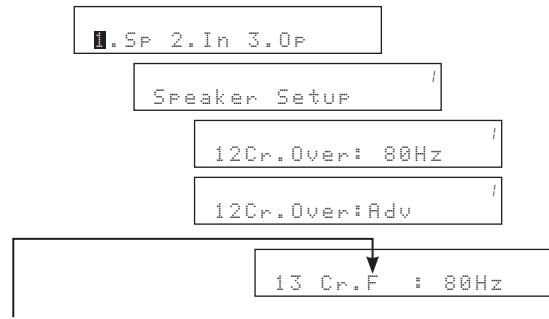 1.Sp 2.In 3.Op
1
Speaker Setup
1
12Cr.Over: 80Hz
1
12Cr.Over:Adv
13 Cr.F : 80Hz